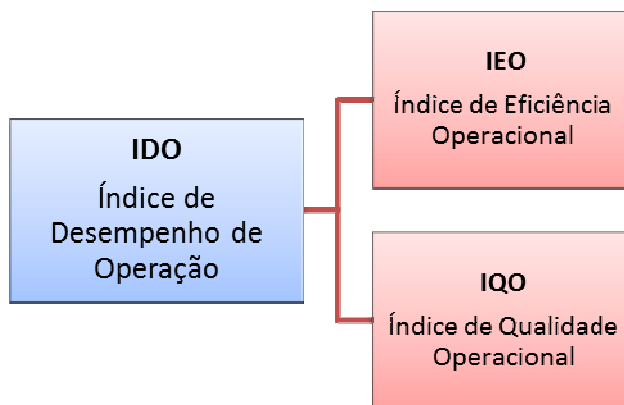 IDO
Índice de
Desempenho de
Operação
IEO
Índice de Eficiência
Operacional
IQO
Índice de Qualidade
Operacional